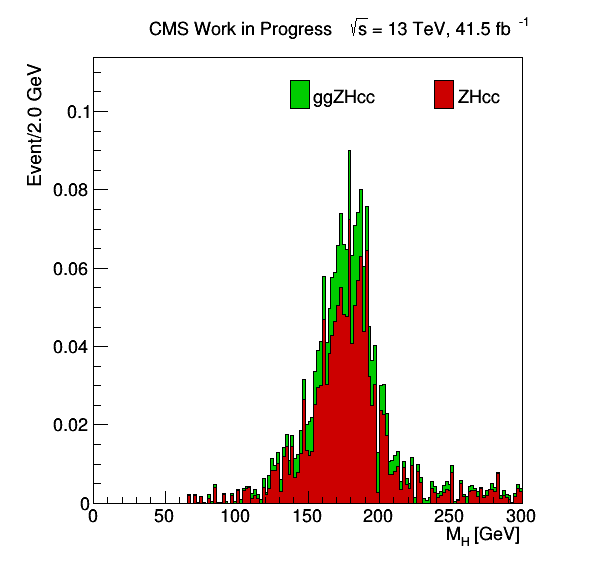 CMS Work in Progress √s = 13 TeV, 41.5 fb -1
Event/2.0 GeV
ggZHcc ZHcc
0.1
0.08
0.06
0.04
0.02
0
0 50 100 150 200 250 300
M_H [GeV]